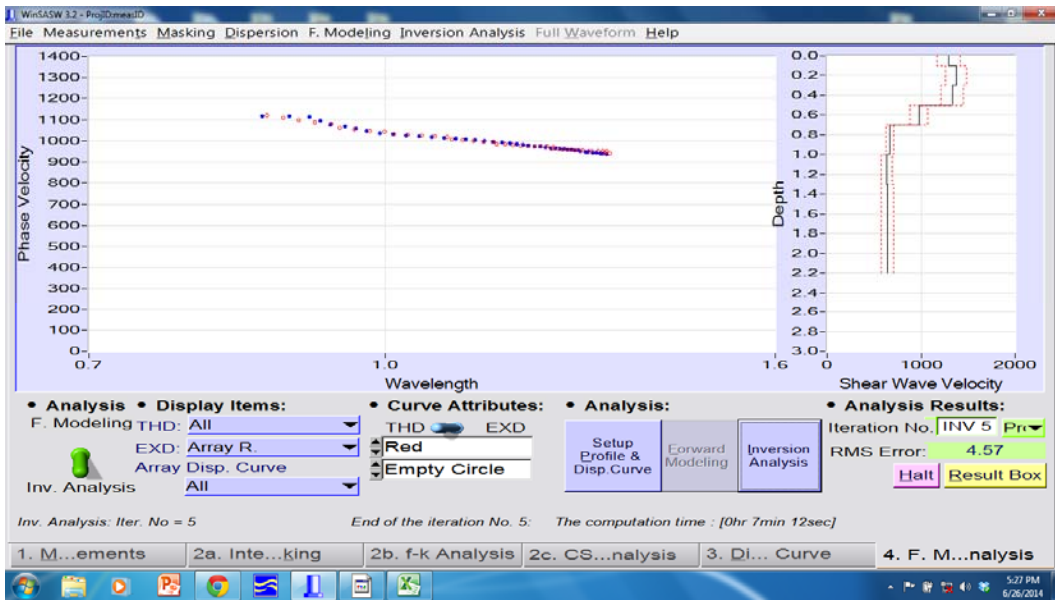 WinSASW 3.2 - ProjID:measID
File Measurements Masking Dispersion F. Modeling Inversion Analysis Full Waveform Help
1400
1300
1200
1100
1000
900
800
700
600
500
400
300
200
100
0
Phase Velocity
0.7 1.0 1.6
Wavelength
0.0
0.2
0.4
0.6
0.8
1.0
1.2
1.4
1.6
1.8
2.0
2.2
2.4
2.6
2.8
3.0
Depth
0 1000 2000
Shear Wave Velocity
• Analysis • Display Items: • Curve Attributes: • Analysis: • Analysis Results:
F. Modeling THD: All
EXD: Array R.
Array Disp. Curve
Inv. Analysis All
THD EXD
Red
Empty Circle
Setup
Profile &
Disp.Curve
Forward
Modeling
Inversion
Analysis
Iteration No. INV 5 Pri
RMS Error: 4.57
Halt Result Box
Inv. Analysis: Iter. No = 5 End of the iteration No. 5: The computation time : [0hr 7min 12sec]
1. M...ements 2a. Inte...king 2b. f-k Analysis 2c. CS...nalysis 3. Di... Curve 4. F. M...nalysis
5:27 PM
6/26/2014